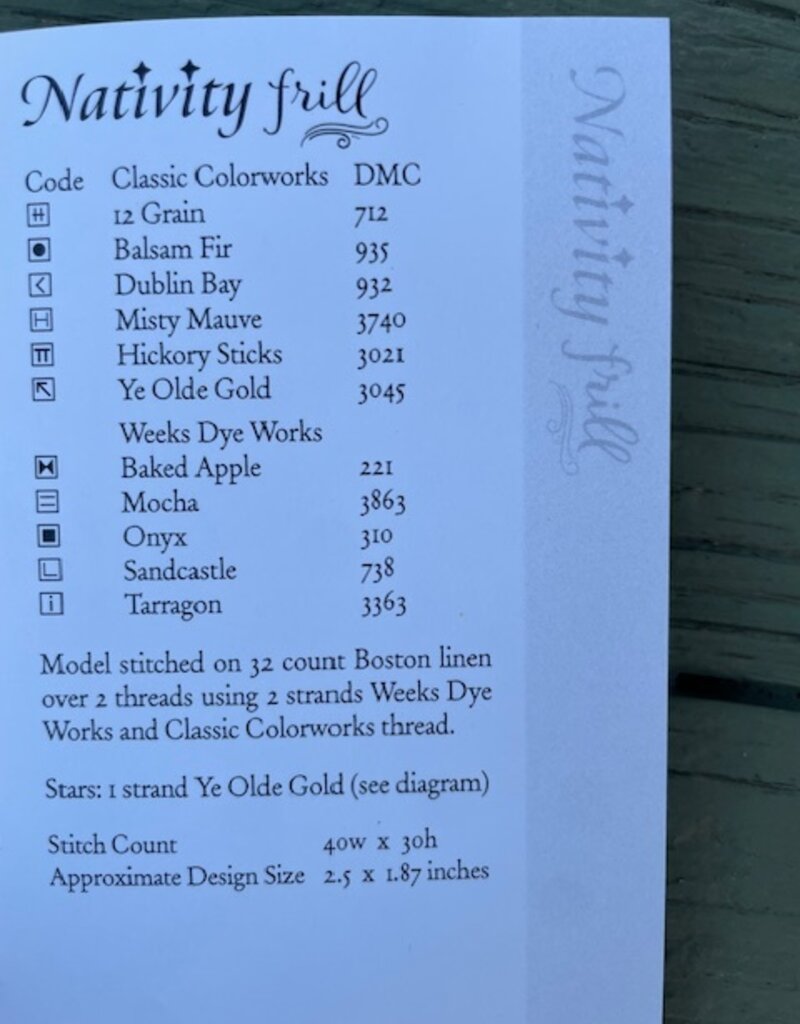 Nativity frill
Code Classic Colorworks DMC
12 Grain 712
Balsam Fir 935
Dublin Bay 932
Misty Mauve 3740
Hickory Sticks 3021
Ye Olde Gold 3045
Weeks Dye Works
Baked Apple 221
Mocha 3863
Onyx 310
Sandcastle 738
Tarragon 3363
Model stitched on 32 count Boston linen
over 2 threads using 2 strands Weeks Dye
Works and Classic Colorworks thread.
Stars: 1 strand Ye Olde Gold (see diagram)
Stitch Count 40w x 30h
Approximate Design Size 2.5 x 1.87 inches
Nativity frill